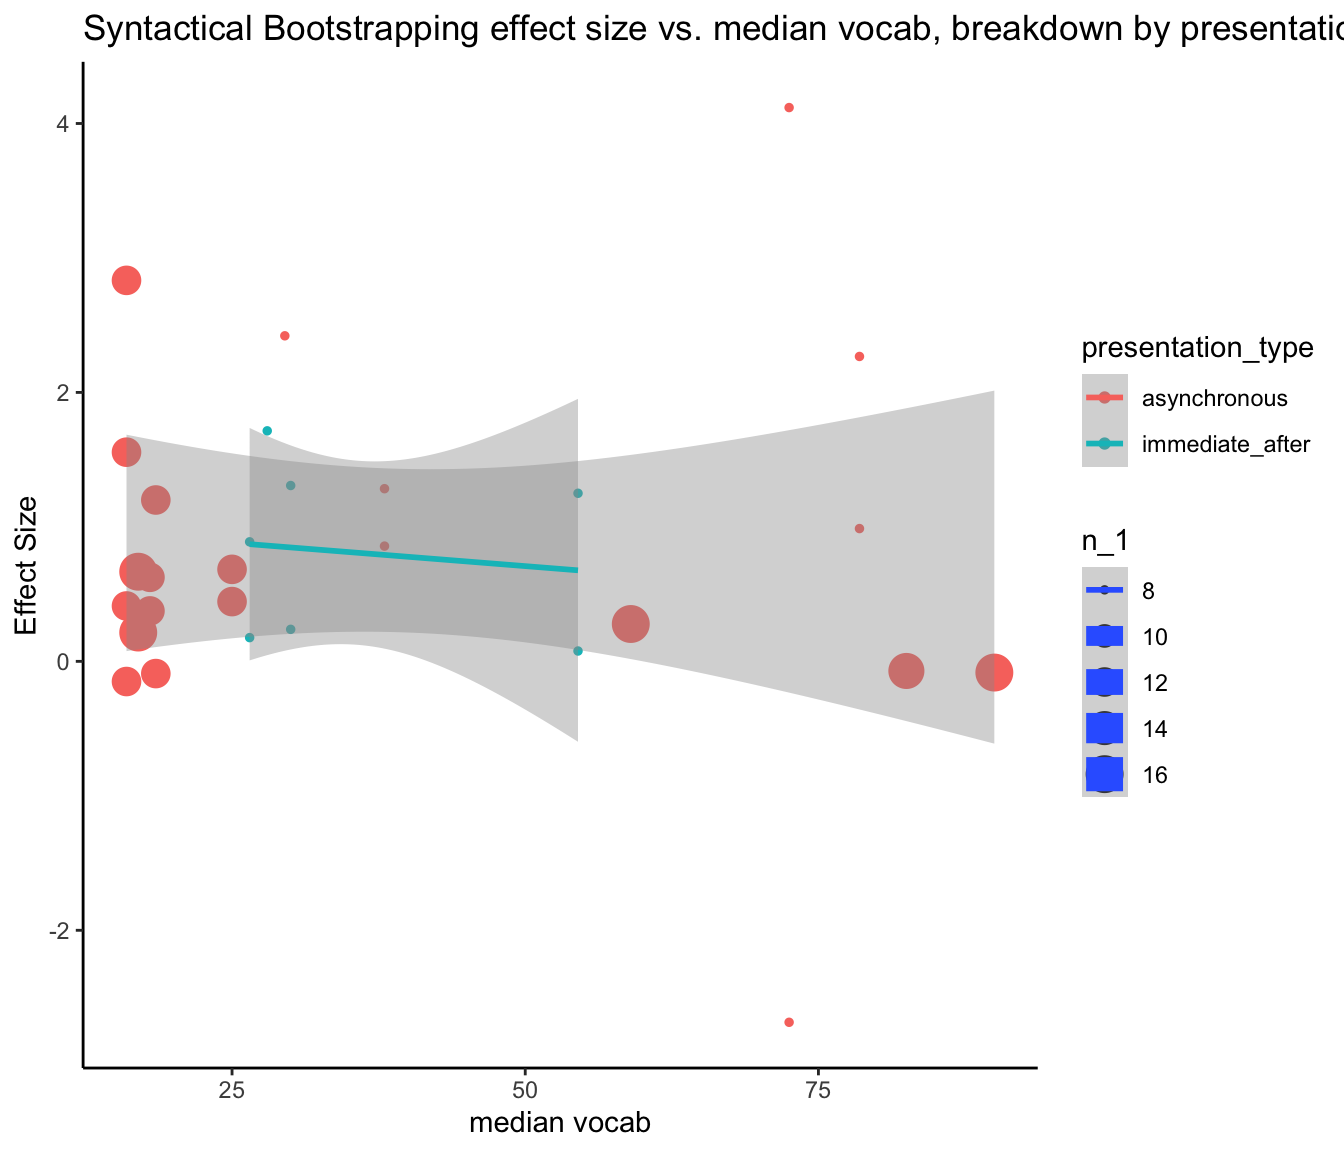 Syntactical Bootstrapping effect size vs. median vocab, breakdown by
4
2
0
-2
Effect Size
25
50
75
median vocab
presentation_type
asynchronous
immediate_after
n_1
8
10
12
14
16